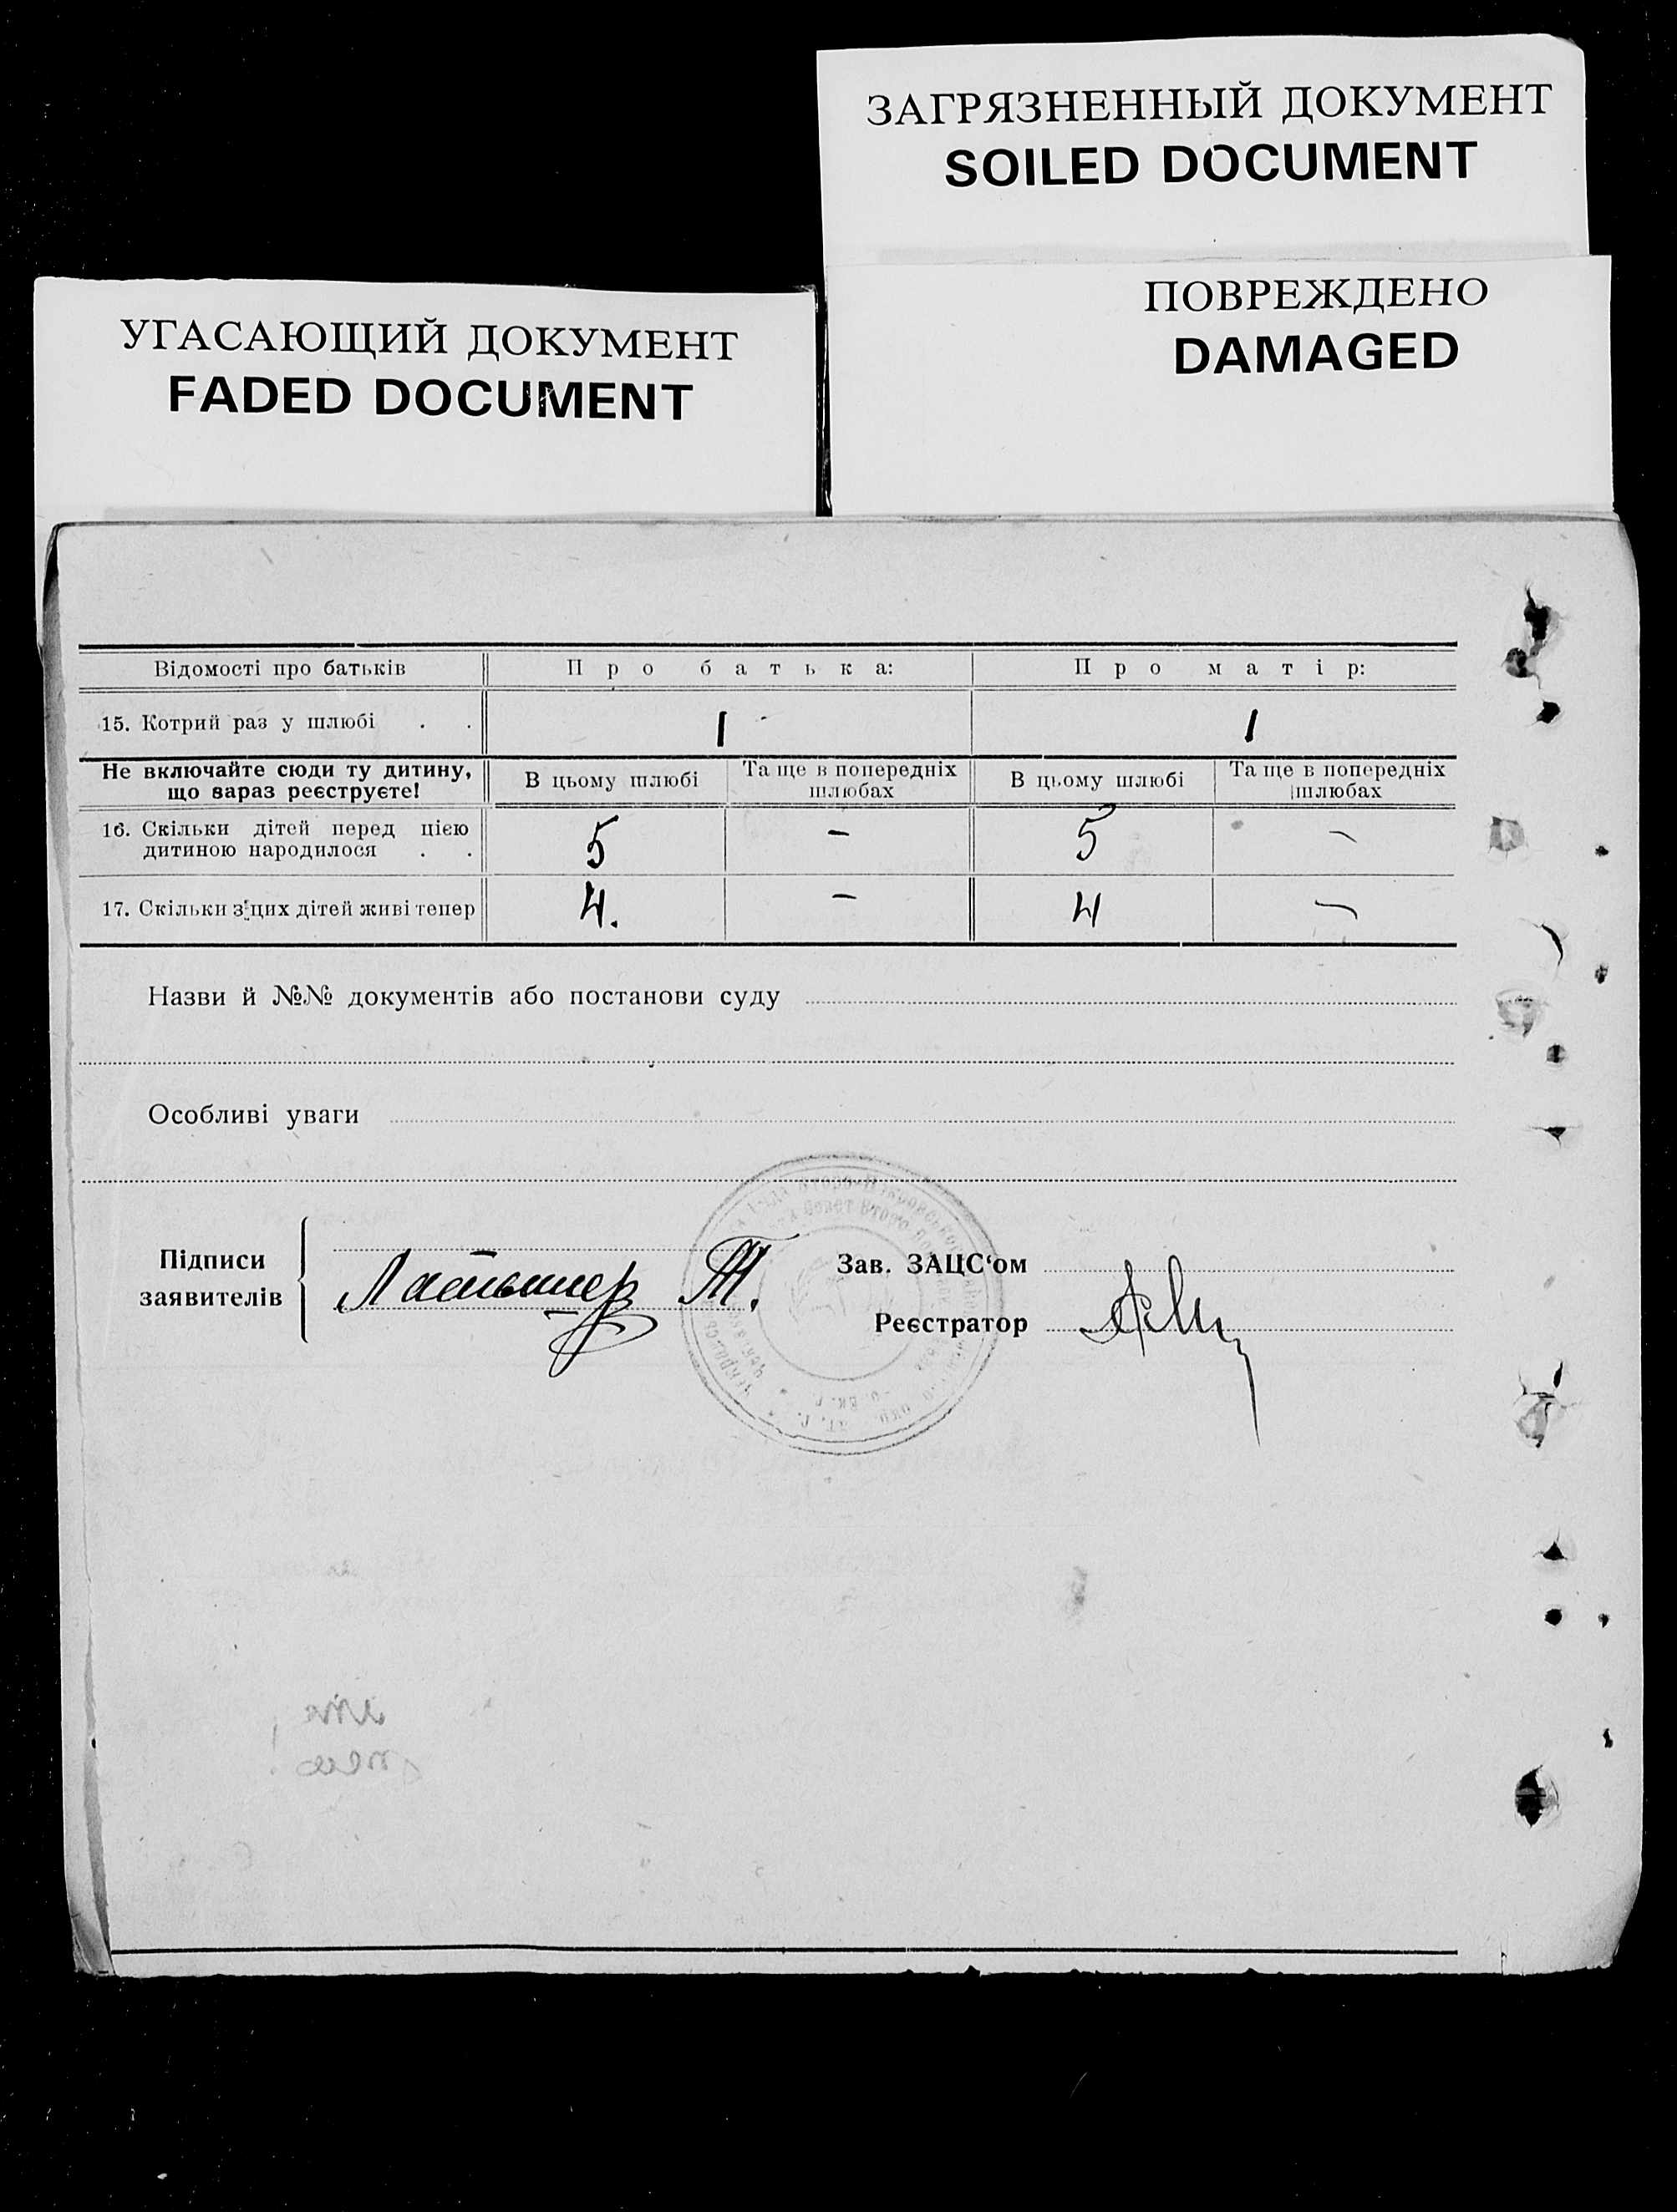 ЗАГРЯЗНЕННЫЙ ДОКУМЕНТ
SOILED DOCUMENT
ПОВРЕЖДЕНО
DAMAGED
УГАСАЮЩИЙ ДОКУМЕНТ
FADED DOCUMENT
Відомості про батьків Про батька: Про матір:
15. Котрий раз у шлюбі . . 1 1
Не включайте сюди ту дитину, що вараз реєструєте! В цьому шлюбі Та ще в попередніх шлюбах В цьому шлюбі Та ще в попередніх шлюбах
16. Скільки дітей перед цією
дитиною народилося . . 5 – 5 –
17. Скільки з цих дітей живі тепер 4. – 4 –
Назви й №№ документів або постанови суду
Особливі уваги
Підписи
заявителів
Т.
Зав. ЗАЦС‘ом
Реєстратор